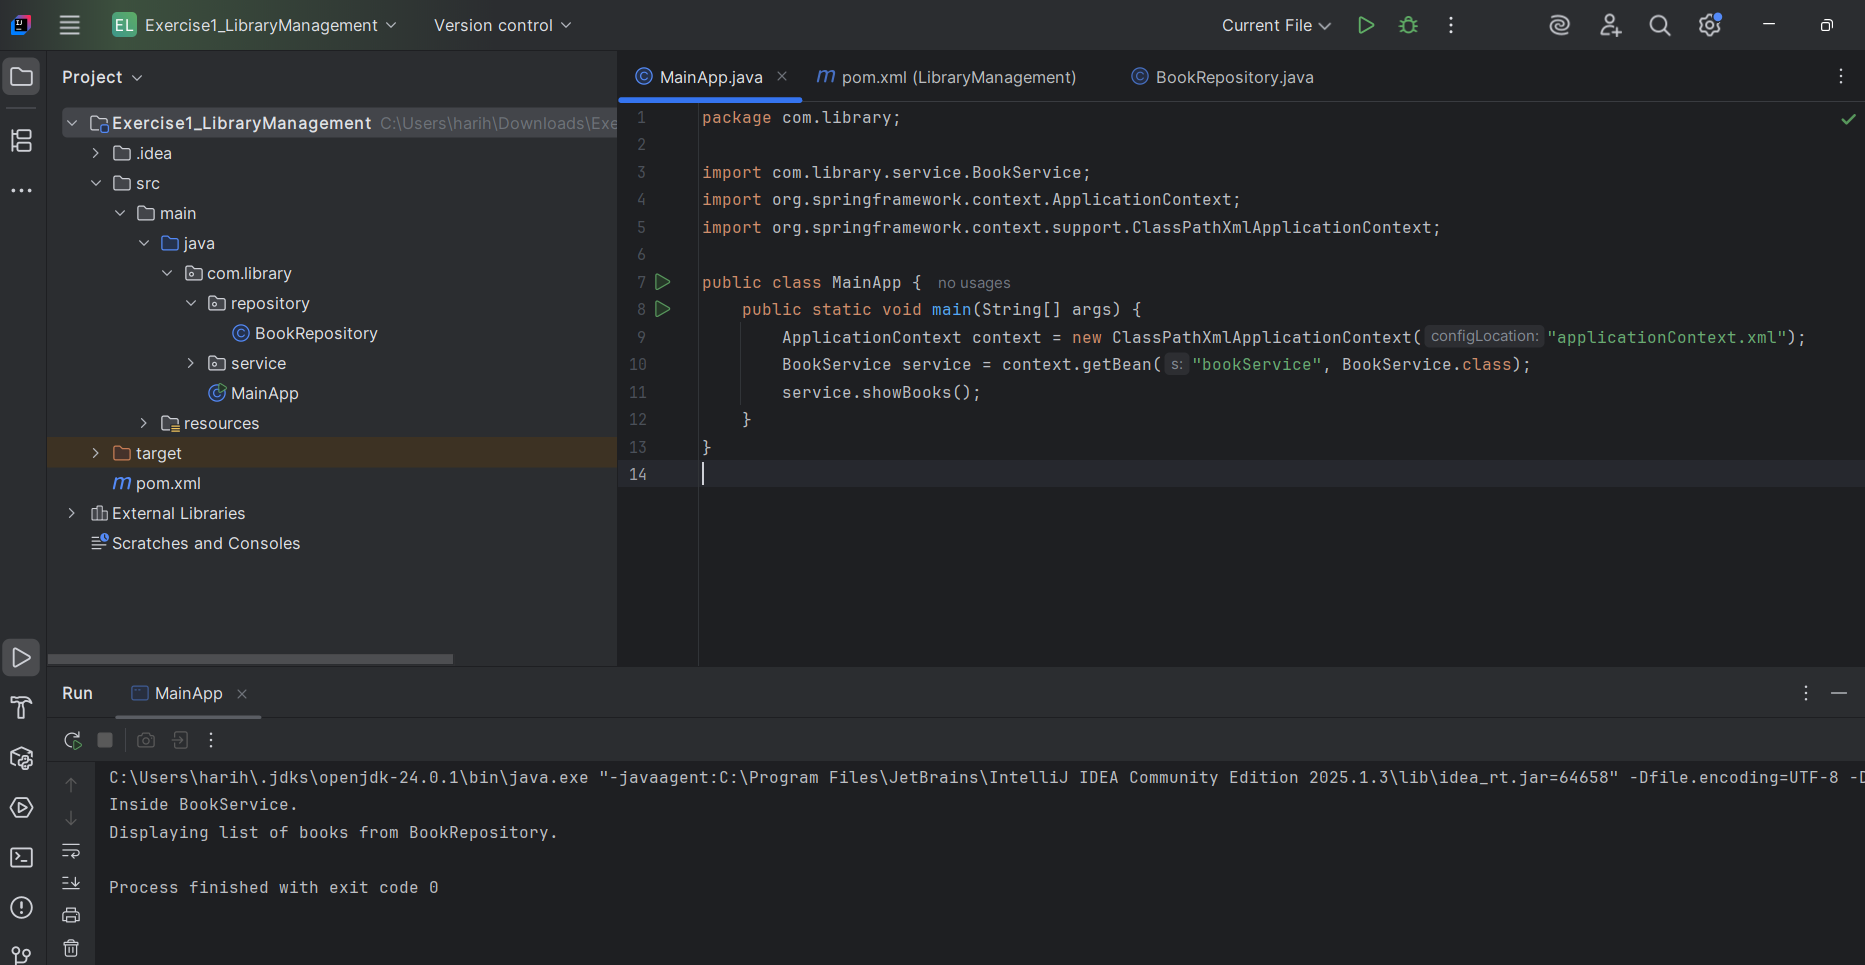 EL Exercise1_LibraryManagement Version control Current File
Project
MainApp.java pom.xml (LibraryManagement) BookRepository.java
Exercise1_LibraryManagement C:\Users\harih\Downloads\Exe
.idea
src
main
java
com.library
repository
BookRepository
service
MainApp
resources
target
pom.xml
External Libraries
Scratches and Consoles
1 package com.library;
2
3 import com.library.service.BookService;
4 import org.springframework.context.ApplicationContext;
5 import org.springframework.context.support.ClassPathXmlApplicationContext;
6
7 public class MainApp { no usages
8 public static void main(String[] args) {
9 ApplicationContext context = new ClassPathXmlApplicationContext( configLocation: "applicationContext.xml");
10 BookService service = context.getBean( s: "bookService", BookService.class);
11 service.showBooks();
12 }
13 }
14
Run MainApp
C:\Users\harih\.jdks\openjdk-24.0.1\bin\java.exe "-javaagent:C:\Program Files\JetBrains\IntelliJ IDEA Community Edition 2025.1.3\lib\idea_rt.jar=64658" -Dfile.encoding=UTF-8 -D
Inside BookService.
Displaying list of books from BookRepository.
Process finished with exit code 0